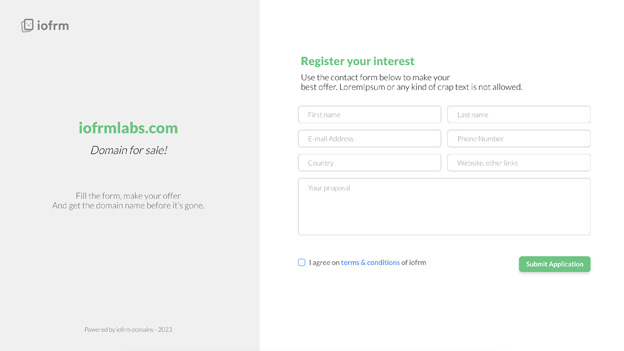 iofrm
iofrmlabs.com
Domain for sale!
Fill the form, make your offer
And get the domain name before it's gone.
Powered by iofrm-domains - 2023
Register your interest
Use the contact form below to make your
best offer. Loremipsum or any kind of crap text is not allowed.
First name
Last name
E-mail Address
Phone Number
Country
Website, other links
Your prupoal
I agree on terms & conditions of iofrm
Submit Application